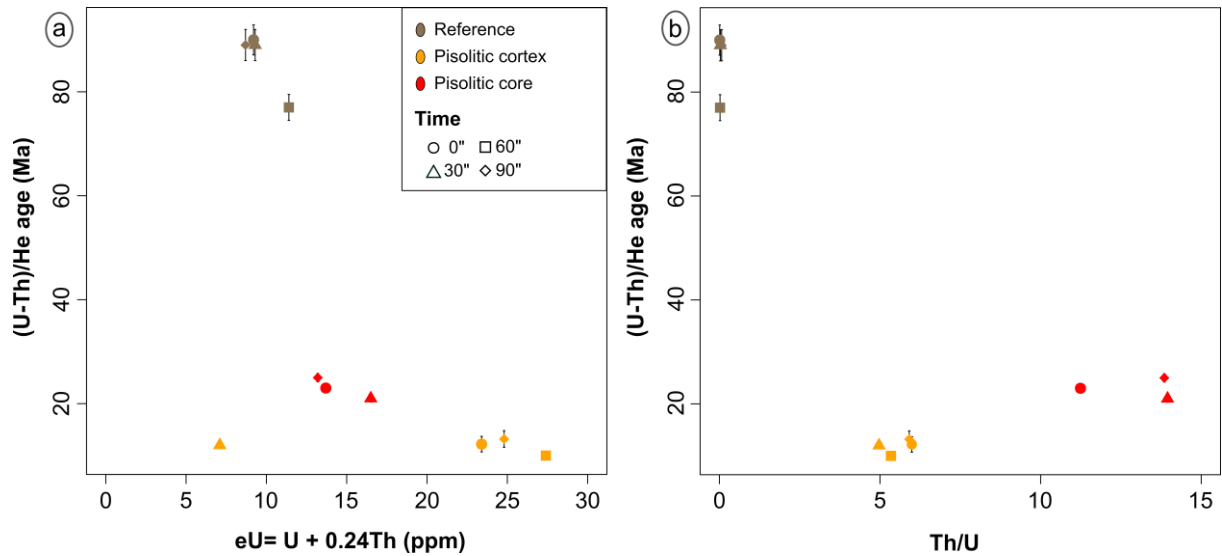 a
Reference
Pisolitic cortex
Pisolitic core
Time
0" 60"
30" 90"
(U-Th)/He age (Ma)
80
60
40
20
0 5 10 15 20 25 30
eU= U + 0.24Th (ppm)
b
(U-Th)/He age (Ma)
80
60
40
20
0 5 10 15
Th/U